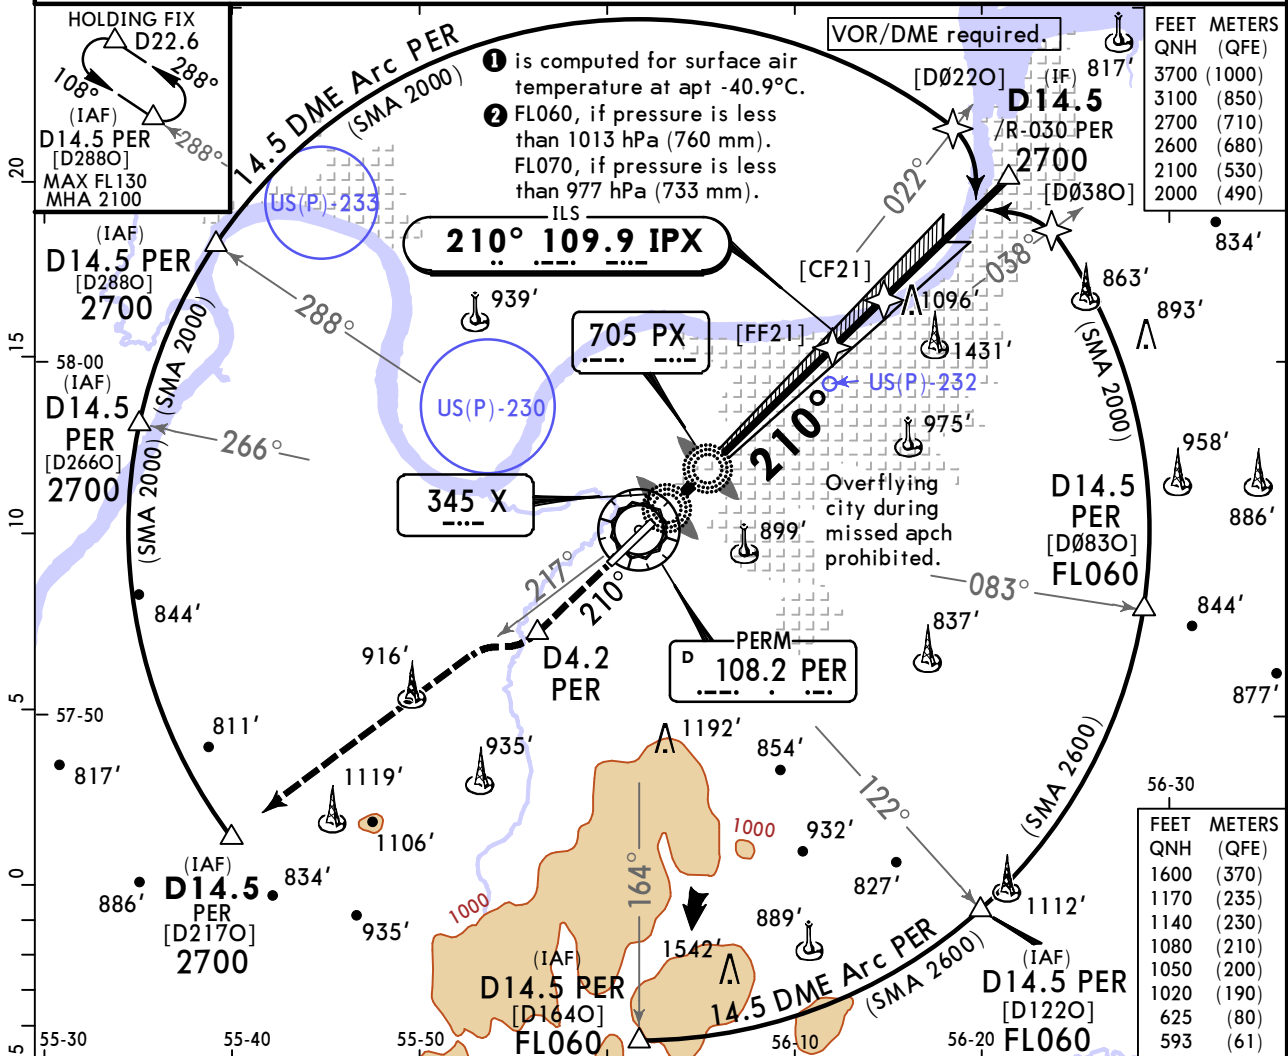 HOLDING FIX
D22.6
288°
108°
(IAF)
D14.5 PER
[D288O]
MAX FL130
MHA 2100
288°
14.5 DME Arc PER
(SMA 2000)
❶ is computed for surface air
temperature at apt -40.9°C.
❷ FL060, if pressure is less
than 1013 hPa (760 mm).
FL070, if pressure is less
than 977 hPa (733 mm).
VOR/DME required.
817'
[DØ22O]
(IF)
D14.5
/R-030 PER
2700
[DØ38O]
FEET METERS
QNH (QFE)
3700 (1000)
3100 (850)
2700 (710)
2600 (680)
2100 (530)
2000 (490)
20
US(P)-233
ILS
210° 109.9 IPX
022°
038°
834'
(IAF)
D14.5 PER
[D288O]
2700
[CF21]
863'
893'
1096'
288°
939'
705 PX
[FF21]
1431'
15
58-00
(SMA 2000)
(SMA 2000)
(IAF)
D14.5
PER
[D266O]
2700
US(P)-232
US(P)-230
210°
975'
266°
958'
(SMA 2000)
345 X
Overflying
city during
missed apch
prohibited.
D14.5
PER
[DØ83O]
FL060
886'
10
899'
217°
210°
083°
844'
844'
837'
916'
D4.2
PER
PERM
D 108.2 PER
877'
5
57-50
811'
1192'
854'
817'
935'
1119'
122°
(SMA 2600)
56-30
1106'
1000
932'
FEET METERS
QNH (QFE)
1600 (370)
1170 (235)
1140 (230)
1080 (210)
1050 (200)
1020 (190)
625 (80)
593 (61)
0
(IAF)
D14.5
PER
[D217O]
2700
834'
886'
935'
1000
164°
827'
889'
1112'
1542'
(IAF)
D14.5 PER
[D164O]
FL060
14.5 DME Arc PER
(SMA 2600)
(IAF)
D14.5 PER
[D122O]
FL060
5
55-30
55-40
55-50
56-10
56-20